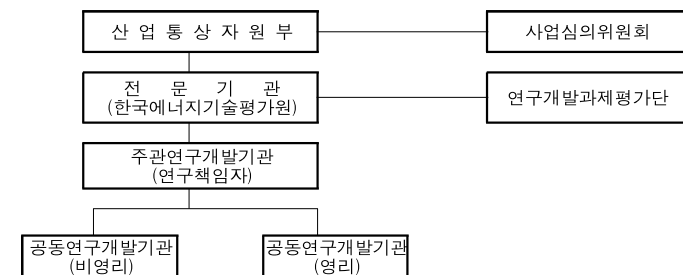 산 업 통 상 자 원 부
사업심의위원회
전 문 기 관
(한국에너지기술평가원)
연구개발과제평가단
주관연구개발기관
(연구책임자)
공동연구개발기관
(비영리)
공동연구개발기관
(영리)